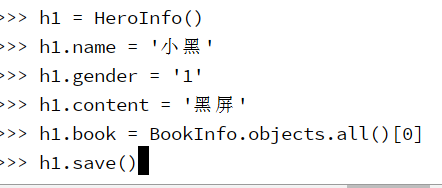 >>> h1 = HeroInfo()
>>> h1.name = '小黑'
>>> h1.gender = '1'
>>> h1.content = '黑屏'
>>> h1.book = BookInfo.objects.all()[0]
>>> h1.save()